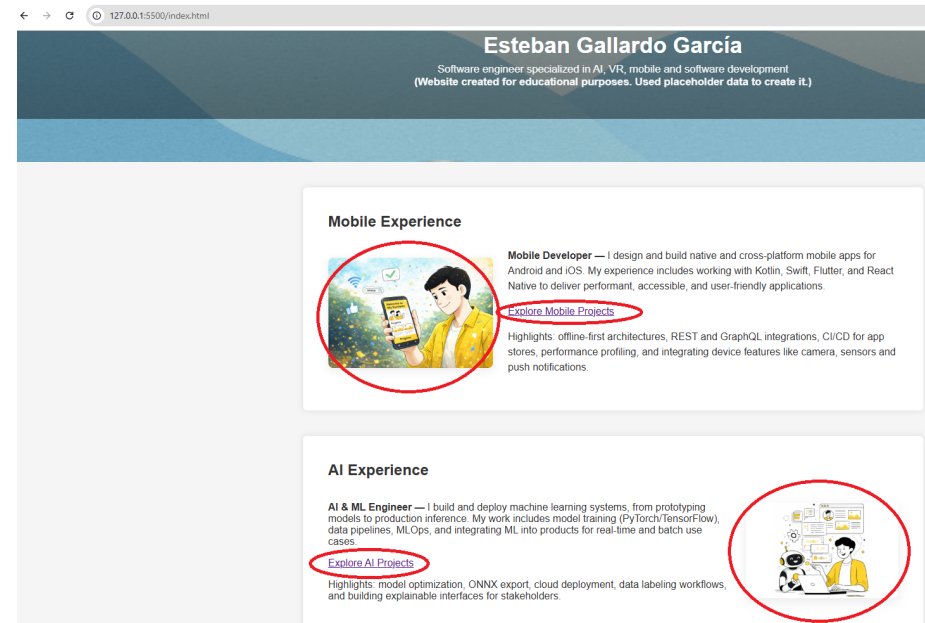 127.0.0.1:5500/index.html
Esteban Gallardo García
Software engineer specialized in AI, VR, mobile and software development
(Website created for educational purposes. Used placeholder data to create it.)
Mobile Experience
Mobile Developer — I design and build native and cross-platform mobile apps for
Android and iOS. My experience includes working with Kotlin, Swift, Flutter, and React
Native to deliver performant, accessible, and user-friendly applications.
Explore Mobile Projects
Highlights: offline-first architectures, REST and GraphQL integrations, CI/CD for app
stores, performance profiling, and integrating device features like camera, sensors and
push notifications.
AI Experience
AI & ML Engineer — I build and deploy machine learning systems, from prototyping
models to production inference. My work includes model training (PyTorch/TensorFlow),
data pipelines, MLOps, and integrating ML into products for real-time and batch use
cases.
Explore AI Projects
Highlights: model optimization, ONNX export, cloud deployment, data labeling workflows,
and building explainable interfaces for stakeholders.